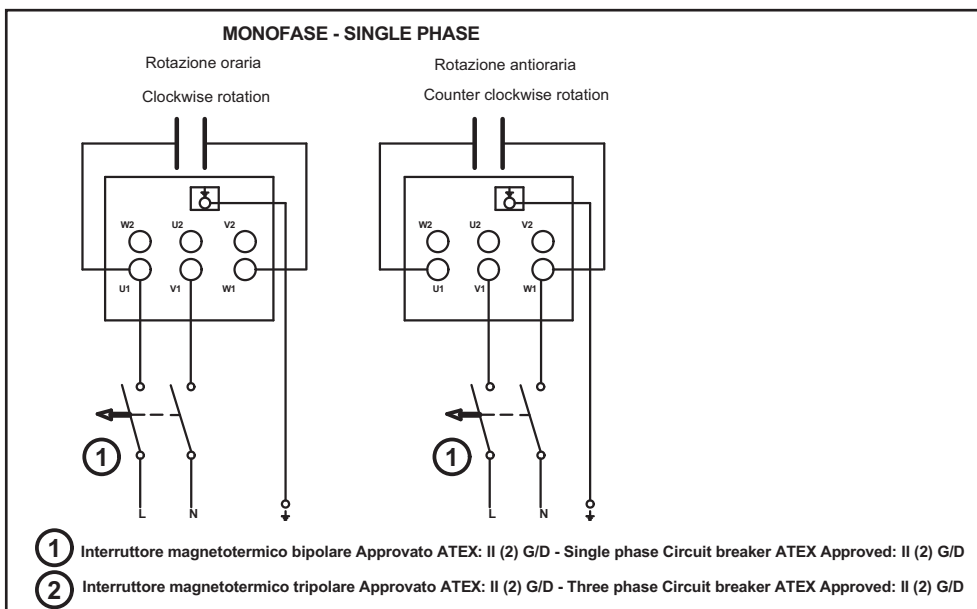 MONOFASE - SINGLE PHASE
Rotazione oraria
Clockwise rotation
Rotazione antioraria
Counter clockwise rotation
W2 U2 V2
U1 V1 W1
W2 U2 V2
U1 V1 W1
1
1
L N
L N
1 Interruttore magnetotermico bipolare Approvato ATEX: II (2) G/D - Single phase Circuit breaker ATEX Approved: II (2) G/D
2 Interruttore magnetotermico tripolare Approvato ATEX: II (2) G/D - Three phase Circuit breaker ATEX Approved: II (2) G/D